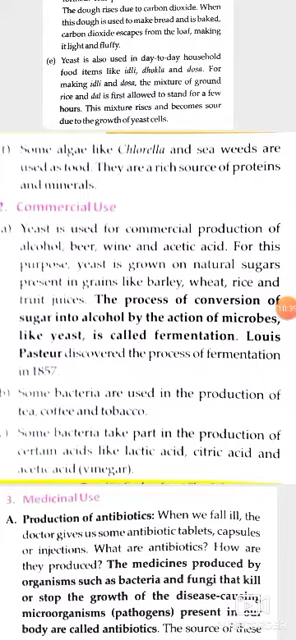 The dough rises due to carbon dioxide. When
this dough is used to make bread and is baked,
carbon dioxide escapes from the loaf, making
it light and fluffy.
(e) Yeast is also used in day-to-day household
food items like idli, dhokla and dosa. For
making idli and dosa, the mixture of ground
rice and dal is first allowed to stand for a few
hours. This mixture rises and becomes sour
due to the growth of yeast cells.
f) Some algae like Chlorella and sea weeds are
used as food. They are a rich source of proteins
and minerals.
2. Commercial Use
a) Yeast is used for commercial production of
alcohol, beer, wine and acetic acid. For this
purpose, yeast is grown on natural sugars
present in grains like barley, wheat, rice and
fruit juices. The process of conversion of
sugar into alcohol by the action of microbes,
like yeast, is called fermentation. Louis
Pasteur discovered the process of fermentation
in 1857.
b) Some bacteria are used in the production of
tea, coffee and tobacco.
) Some bacteria take part in the production of
certain acids like lactic acid, citric acid and
acetic acid (vinegar).
3. Medicinal Use
A. Production of antibiotics: When we fall ill, the
doctor gives us some antibiotic tablets, capsules
or injections. What are antibiotics? How are
they produced? The medicines produced by
organisms such as bacteria and fungi that kill
or stop the growth of the disease-causing
microorganisms (pathogens) present in our
body are called antibiotics. The source of these